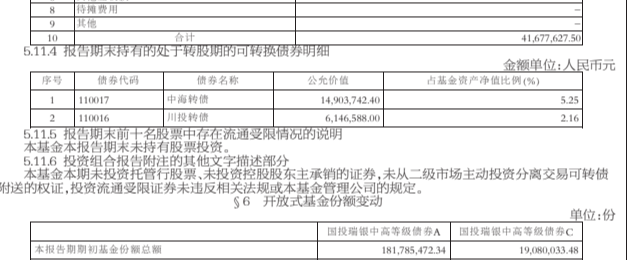 8 待摊费用 –
9 其他 –
10 合计 41,677,627.50
5.11.4 报告期末持有的处于转股期的可转换债券明细
金额单位:人民币元
序号 债券代码 债券名称 公允价值 占基金资产净值比例(%)
1 110017 中海转债 14,903,742.40 5.25
2 110016 川投转债 6,146,588.00 2.16
5.11.5 报告期末前十名股票中存在流通受限情况的说明
本基金本报告期末未持有股票投资。
5.11.6 投资组合报告附注的其他文字描述部分
本基金本期未投资托管行股票、未投资控股股东主承销的证券,未从二级市场主动投资分离交易可转债
附送的权证,投资流通受限证券未违反相关法规或本基金管理公司的规定。
§6 开放式基金份额变动
单位:份
国投瑞银中高等级债券A 国投瑞银中高等级债券C
本报告期期初基金份额总额 181,785,472.34 19,080,033.48